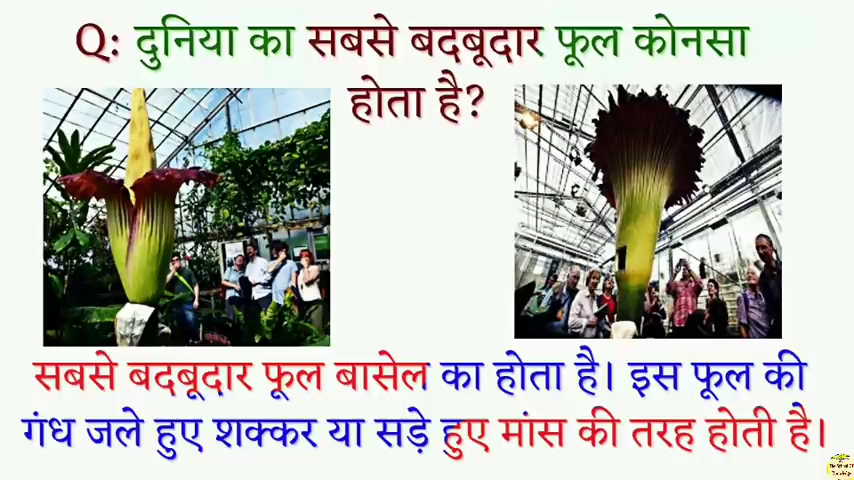 Q: दुनिया का सबसे बदबूदार फूल कोनसा
होता है?
सबसे बदबूदार फूल बासेल का होता है। इस फूल की
गंध जले हुए शक्कर या सड़े हुए मांस की तरह होती है।